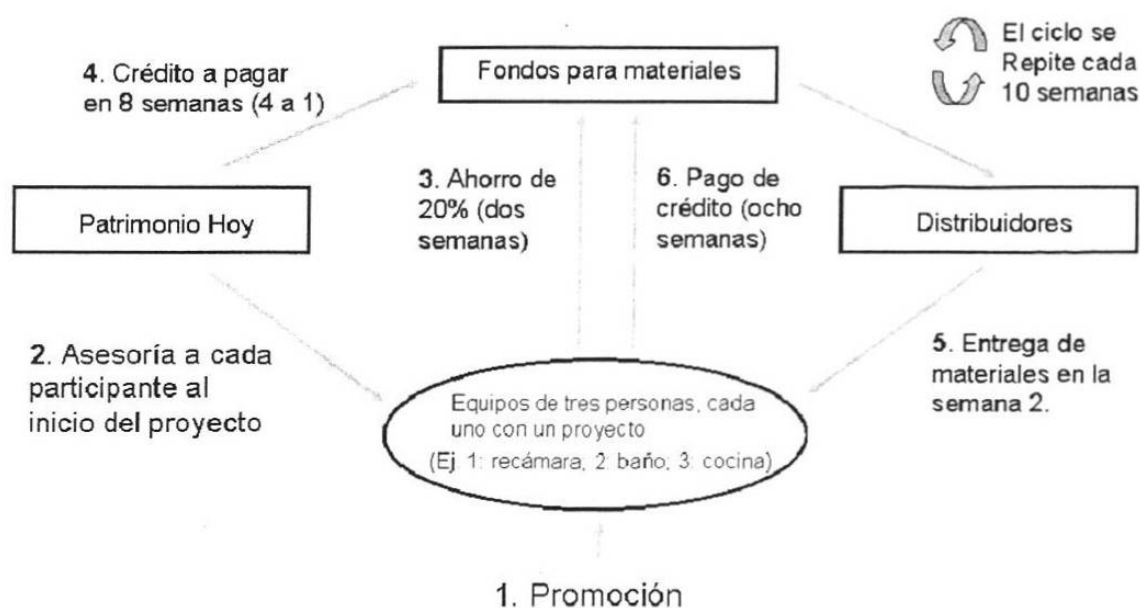 El ciclo se
Repite cada
10 semanas
Fondos para materiales
4. Crédito a pagar
en 8 semanas (4 a 1)
3. Ahorro de
20% (dos
semanas)
6. Pago de
crédito (ocho
semanas)
Patrimonio Hoy
Distribuidores
2. Asesoría a cada
participante al
inicio del proyecto
5. Entrega de
materiales en la
semana 2.
Equipos de tres personas, cada
uno con un proyecto
(Ej. 1: recámara; 2: baño; 3: cocina)
1. Promoción